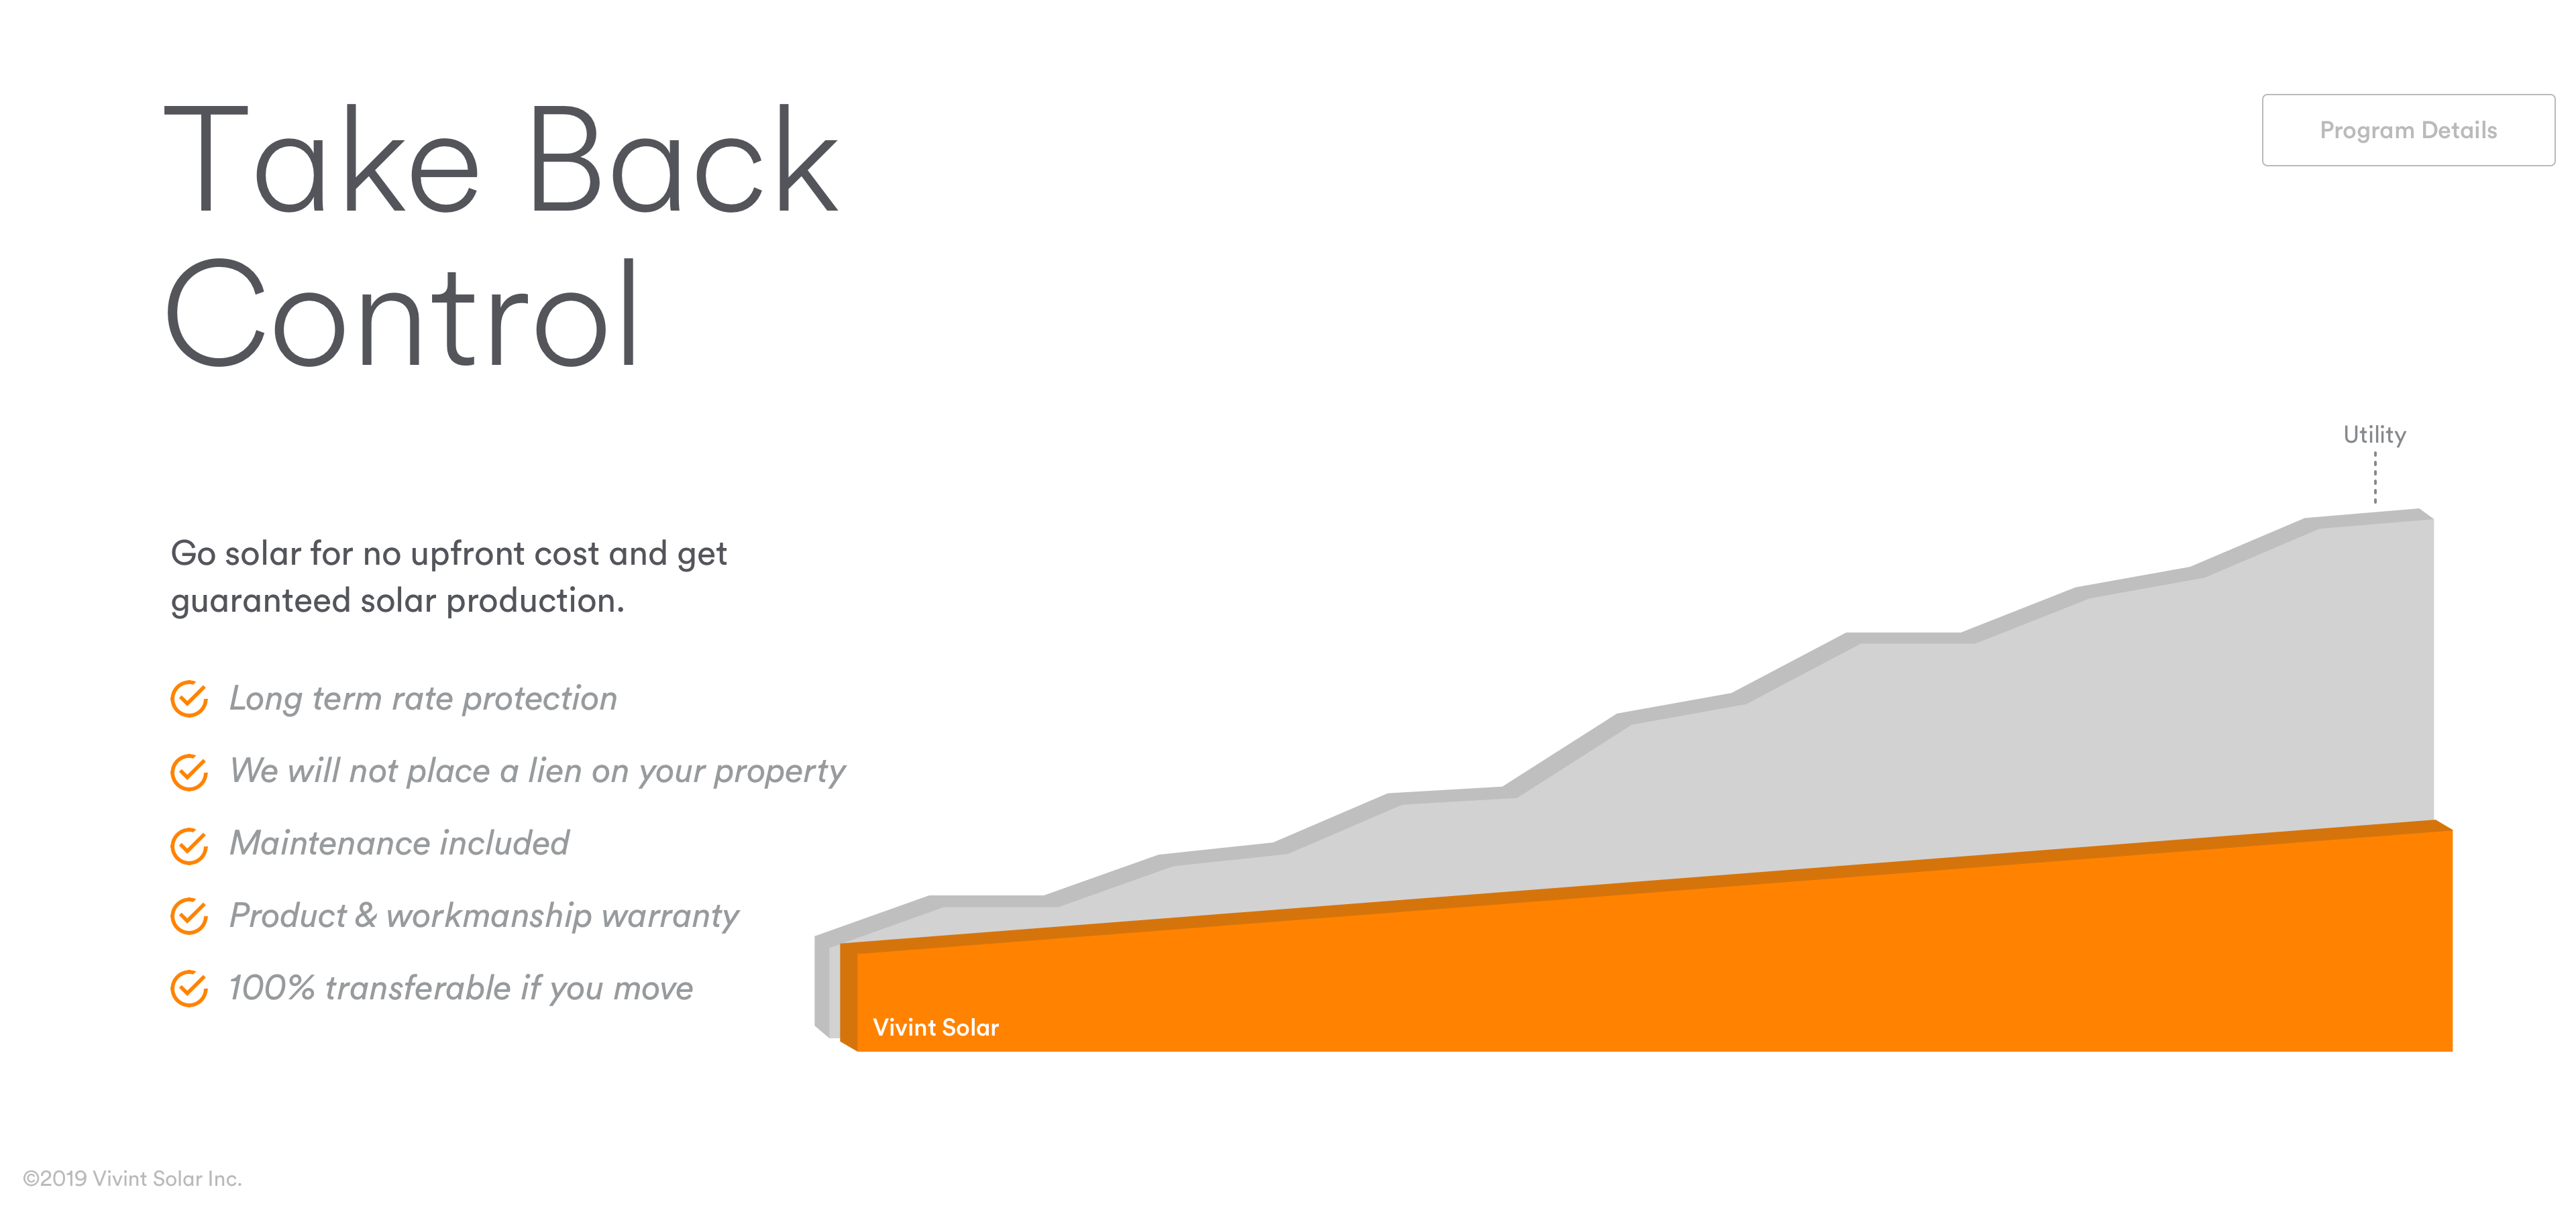 Take Back
Control
Program Details
Utility
Go solar for no upfront cost and get
guaranteed solar production.
Long term rate protection
We will not place a lien on your property
Maintenance included
Product & workmanship warranty
100% transferable if you move
Vivint Solar
©2019 Vivint Solar Inc.